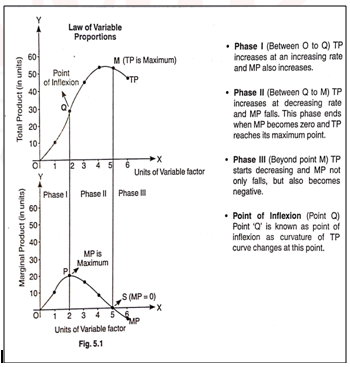 Y
Law of Variable
Proportions
M (TP is Maximum)
TP
Point
of Inflexion
Q
Total Product (in units)
60
50
40
30
20
10
O
1 2 3 4 5 6
X
Units of Variable factor
Y
Phase I
Phase II
Phase III
Marginal Product (in units)
60
50
40
30
20
10
O
MP is
Maximum
P
S (MP = 0)
1 2 3 4 5 6
X
MP
Units of Variable factor
Fig. 5.1
• Phase I (Between O to Q) TP
increases at an increasing rate
and MP also increases.
• Phase II (Between Q to M) TP
increases at decreasing rate
and MP falls. This phase ends
when MP becomes zero and TP
reaches its maximum point.
• Phase III (Beyond point M) TP
starts decreasing and MP not
only falls, but also becomes
negative.
• Point of Inflexion (Point Q)
Point 'Q' is known as point of
inflexion as curvature of TP
curve changes at this point.